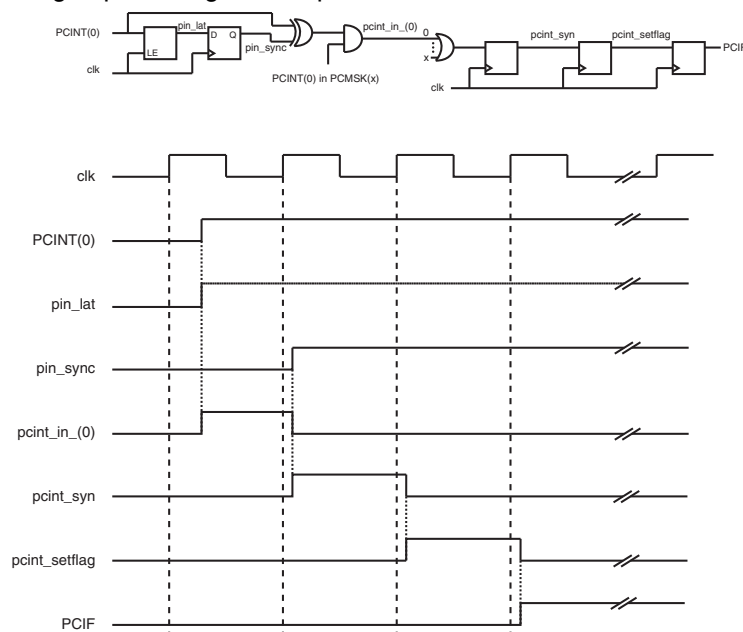 PCINT(0)
pin_lat
LE
D Q
pin_sync
clk
PCINT(0) in PCMSK(x)
pcint_in_(0)
0
x
clk
pcint_syn
pcint_setflag
PCIF
clk
PCINT(0)
pin_lat
pin_sync
pcint_in_(0)
pcint_syn
pcint_setflag
PCIF